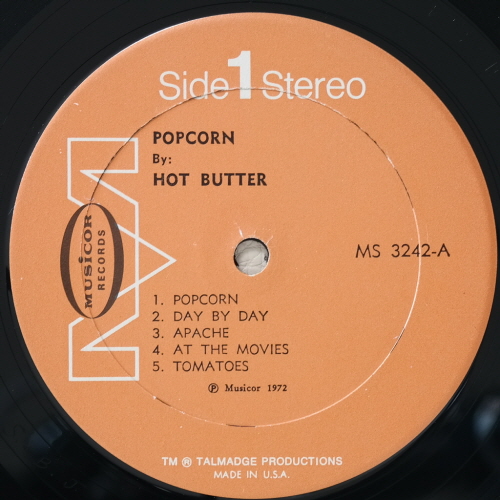 Side 1 Stereo
POPCORN
By:
HOT BUTTER
MUSICOR
RECORDS
MS 3242-A
1. POPCORN
2. DAY BY DAY
3. APACHE
4. AT THE MOVIES
5. TOMATOES
℗ Musicor 1972
TM ® TALMADGE PRODUCTIONS
MADE IN U.S.A.